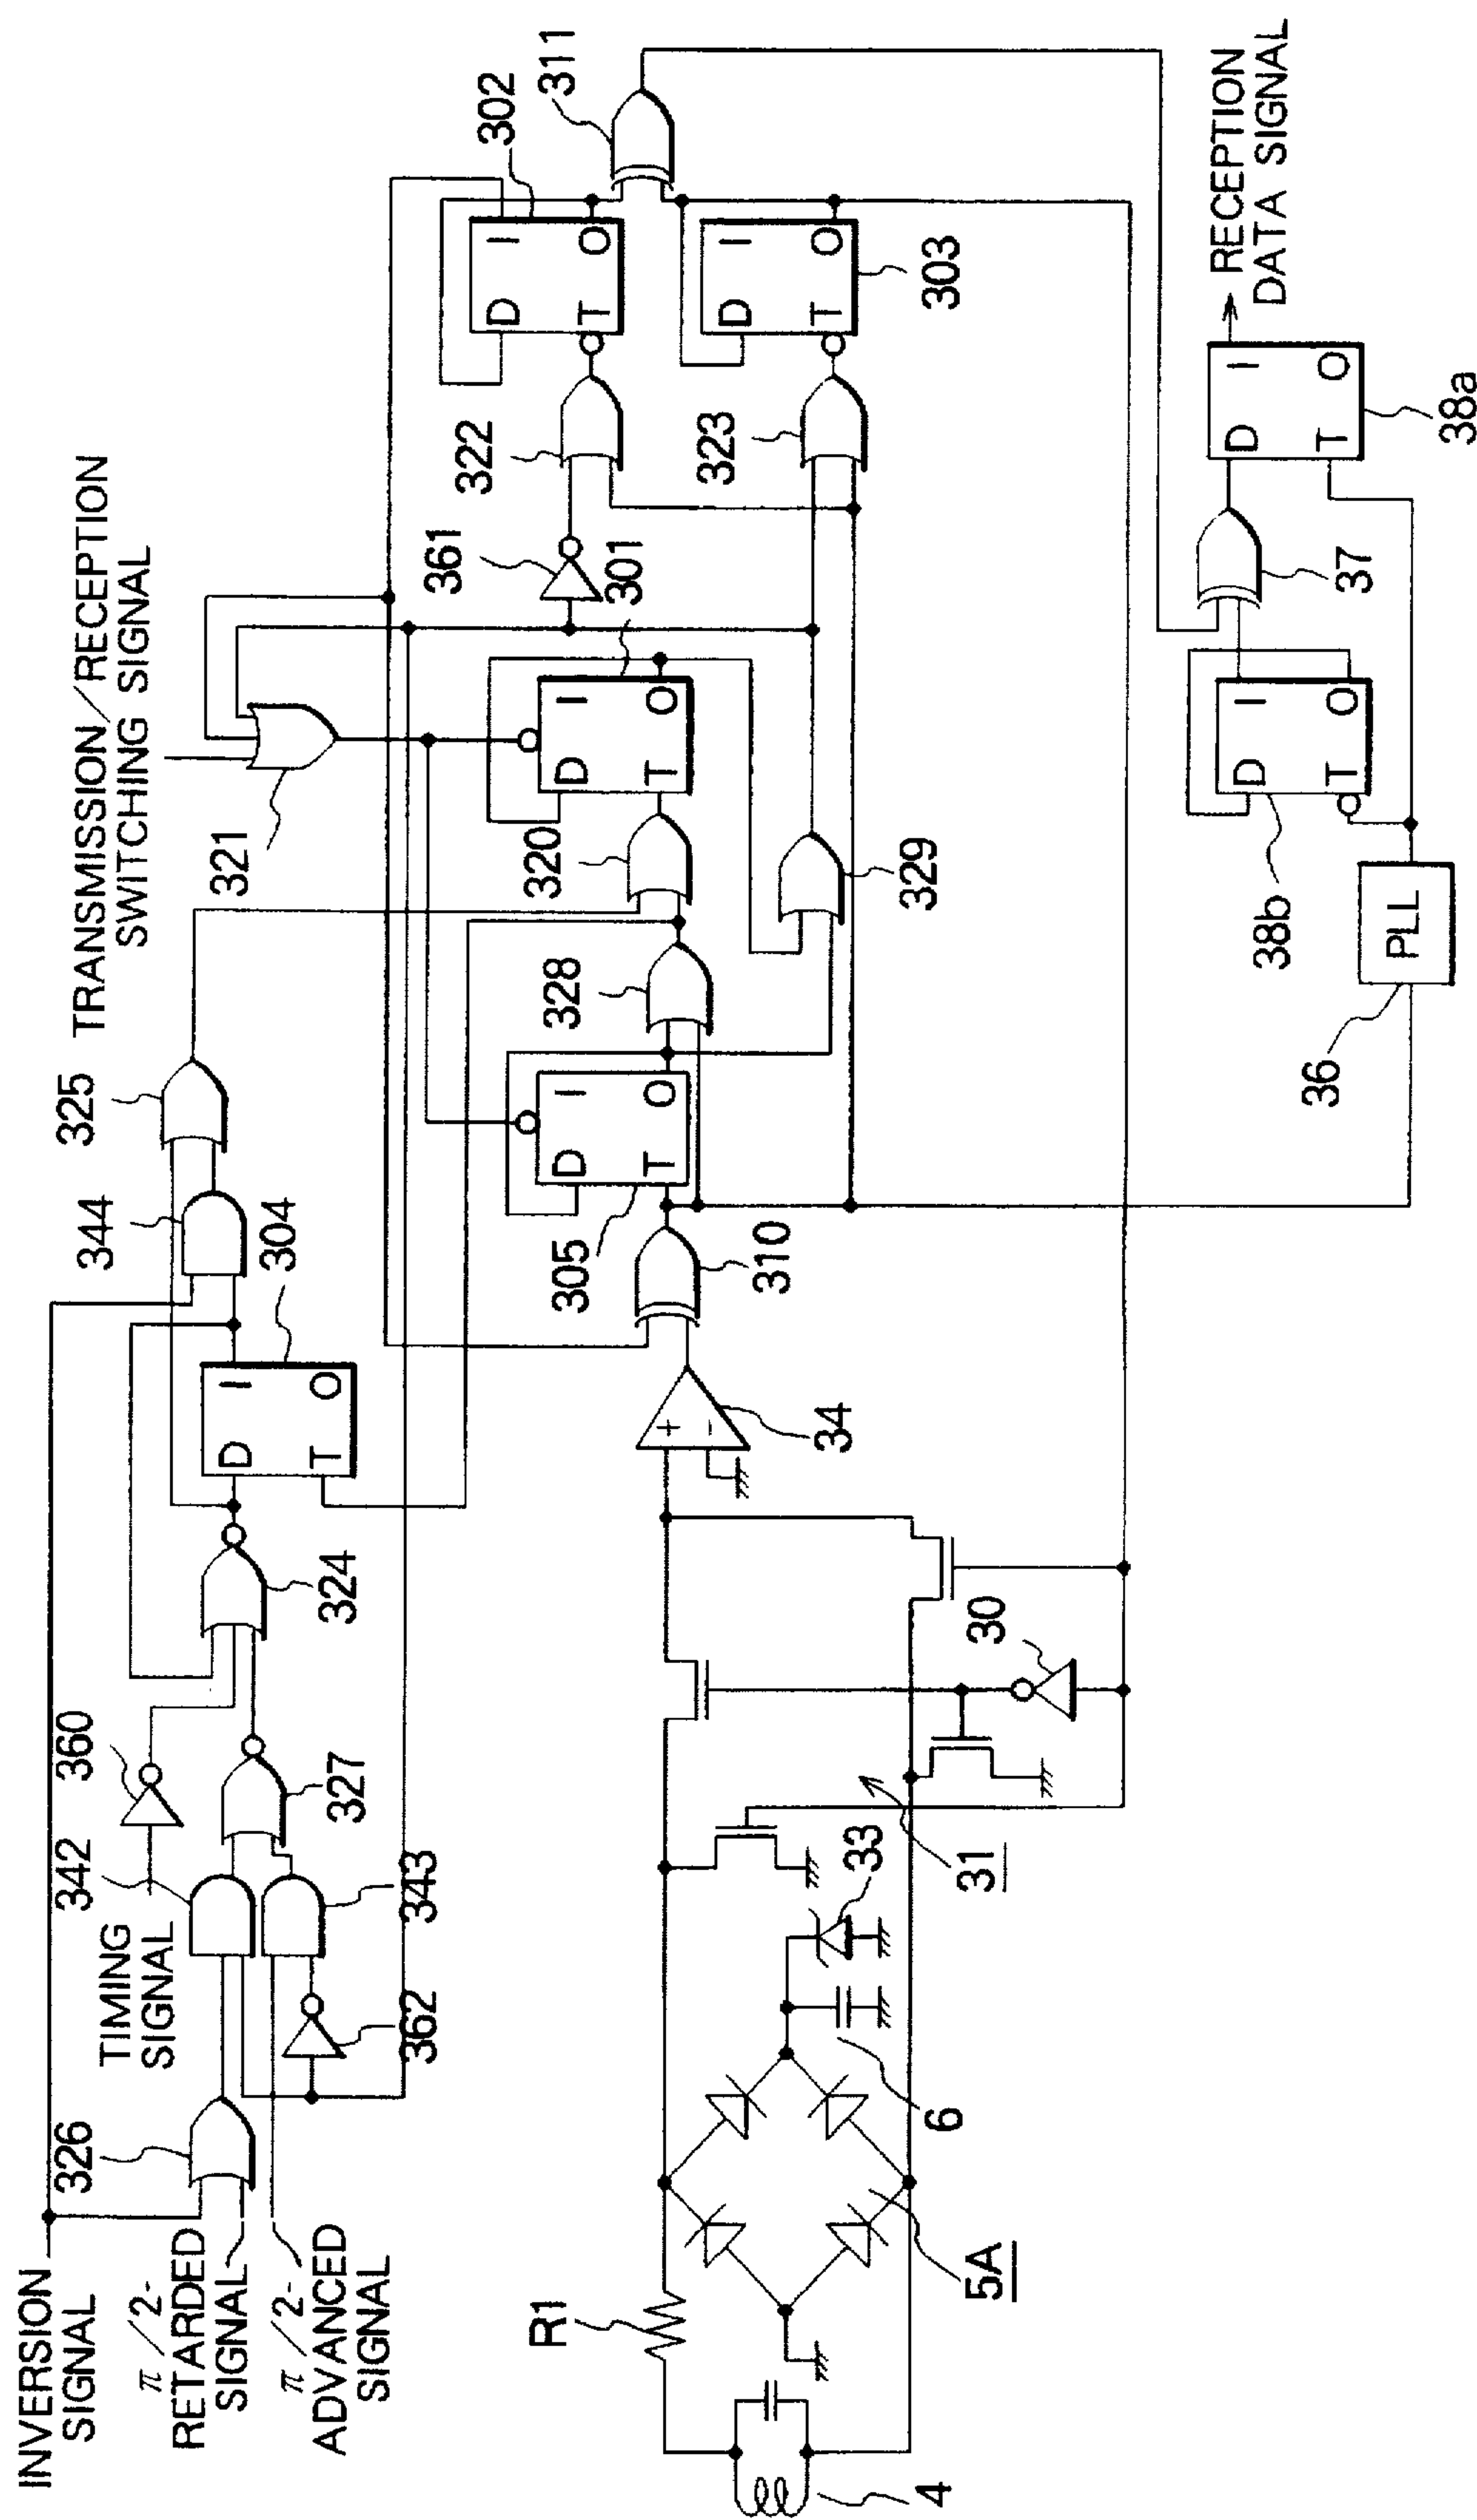 INVERSION
SIGNAL
π/2-
RETARDED
SIGNAL
π/2-
ADVANCED
SIGNAL
326
TIMING
SIGNAL
342
360
362
343
327
324
D I
T O
304
344
325
TRANSMISSION/RECEPTION
SWITCHING SIGNAL
321
4
R1
5A
6
33
31
30
+
-
34
310
305
D I
T O
328
320
D I
T O
301
361
329
322
323
D I
T O
302
D I
T O
303
311
36
PLL
38b
D I
T O
37
D I
T O
38a
RECEPTION
DATA SIGNAL